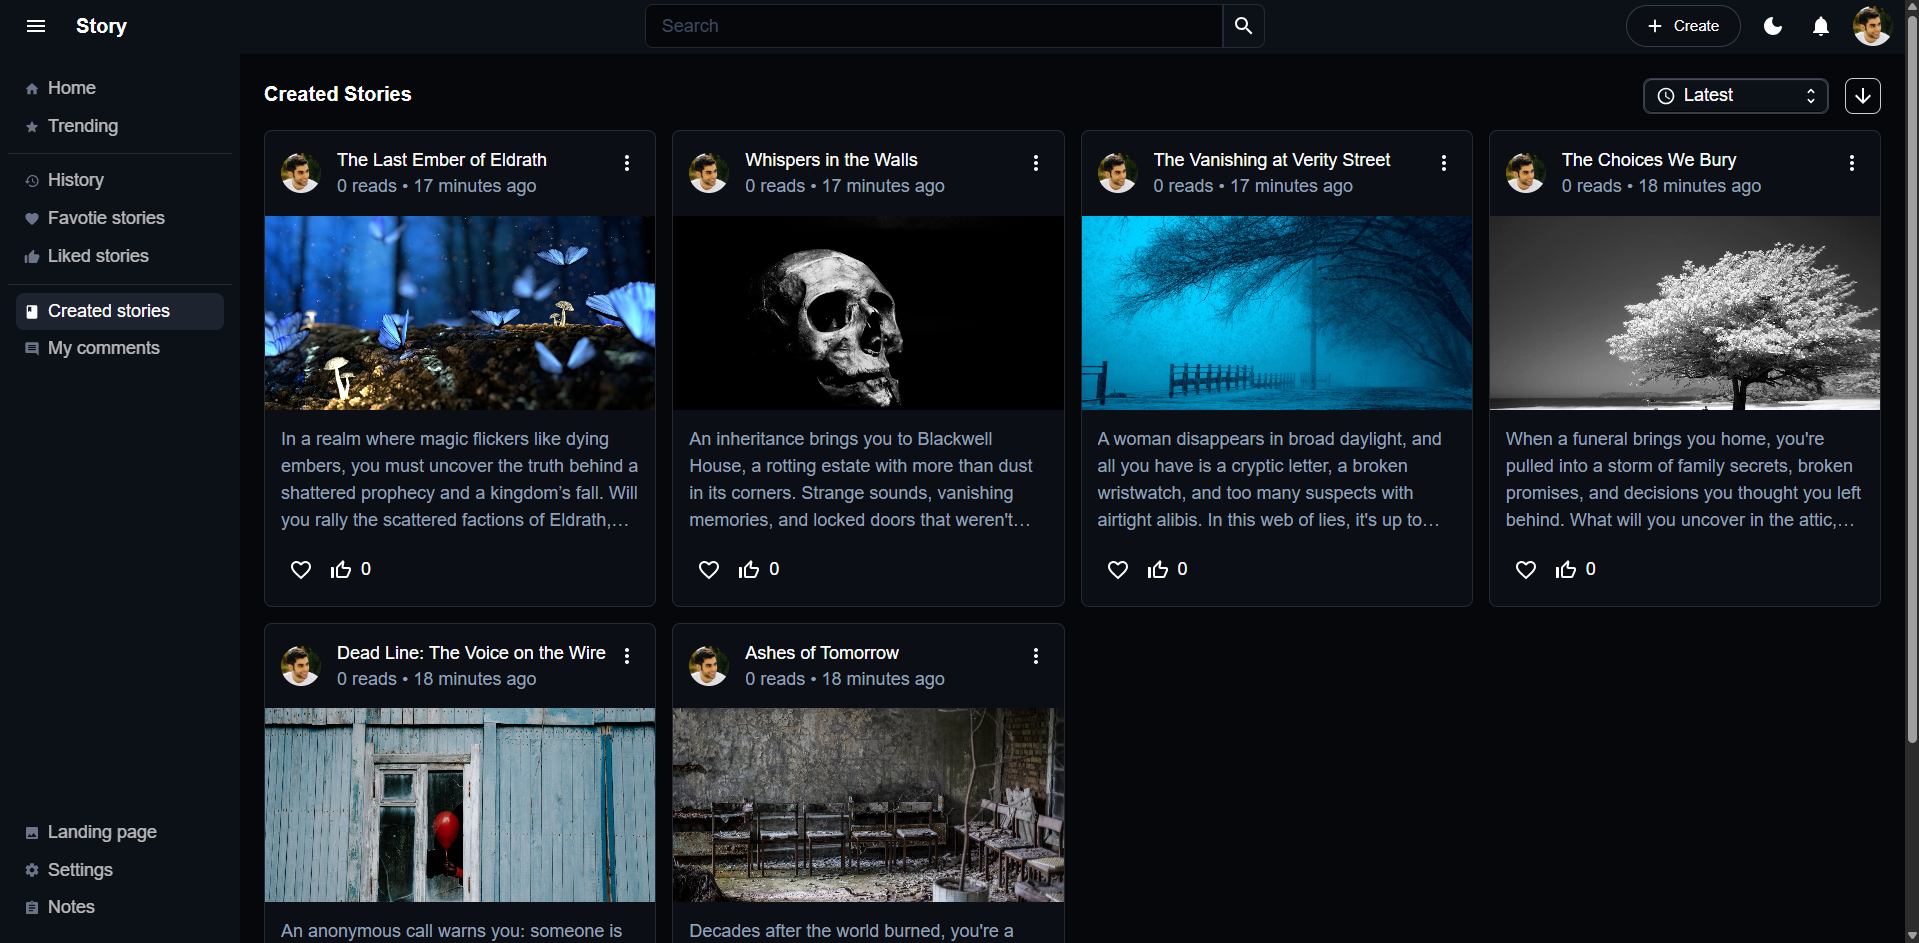 Story
Search
Create
Home
Trending
History
Favotie stories
Liked stories
Created stories
My comments
Landing page
Settings
Notes
Created Stories
Latest
The Last Ember of Eldrath
0 reads • 17 minutes ago
In a realm where magic flickers like dying
embers, you must uncover the truth behind a
shattered prophecy and a kingdom's fall. Will
you rally the scattered factions of Eldrath,...
0
Whispers in the Walls
0 reads • 17 minutes ago
An inheritance brings you to Blackwell
House, a rotting estate with more than dust
in its corners. Strange sounds, vanishing
memories, and locked doors that weren't...
0
The Vanishing at Verity Street
0 reads • 17 minutes ago
A woman disappears in broad daylight, and
all you have is a cryptic letter, a broken
wristwatch, and too many suspects with
airtight alibis. In this web of lies, it's up to...
0
The Choices We Bury
0 reads • 18 minutes ago
When a funeral brings you home, you're
pulled into a storm of family secrets, broken
promises, and decisions you thought you left
behind. What will you uncover in the attic,...
0
Dead Line: The Voice on the Wire
0 reads • 18 minutes ago
An anonymous call warns you: someone is
Ashes of Tomorrow
0 reads • 18 minutes ago
Decades after the world burned, you're a